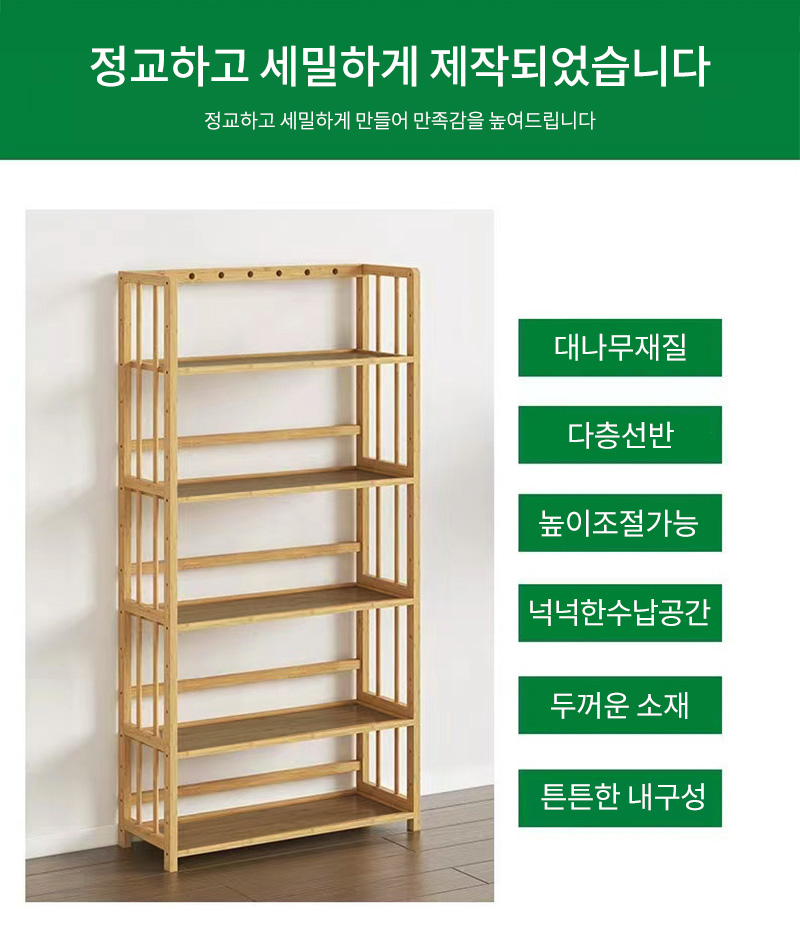 정교하고 세밀하게 제작되었습니다
정교하고 세밀하게 만들어 만족감을 높여드립니다
대나무재질
다층선반
높이조절가능
넉넉한수납공간
두꺼운 소재
튼튼한 내구성